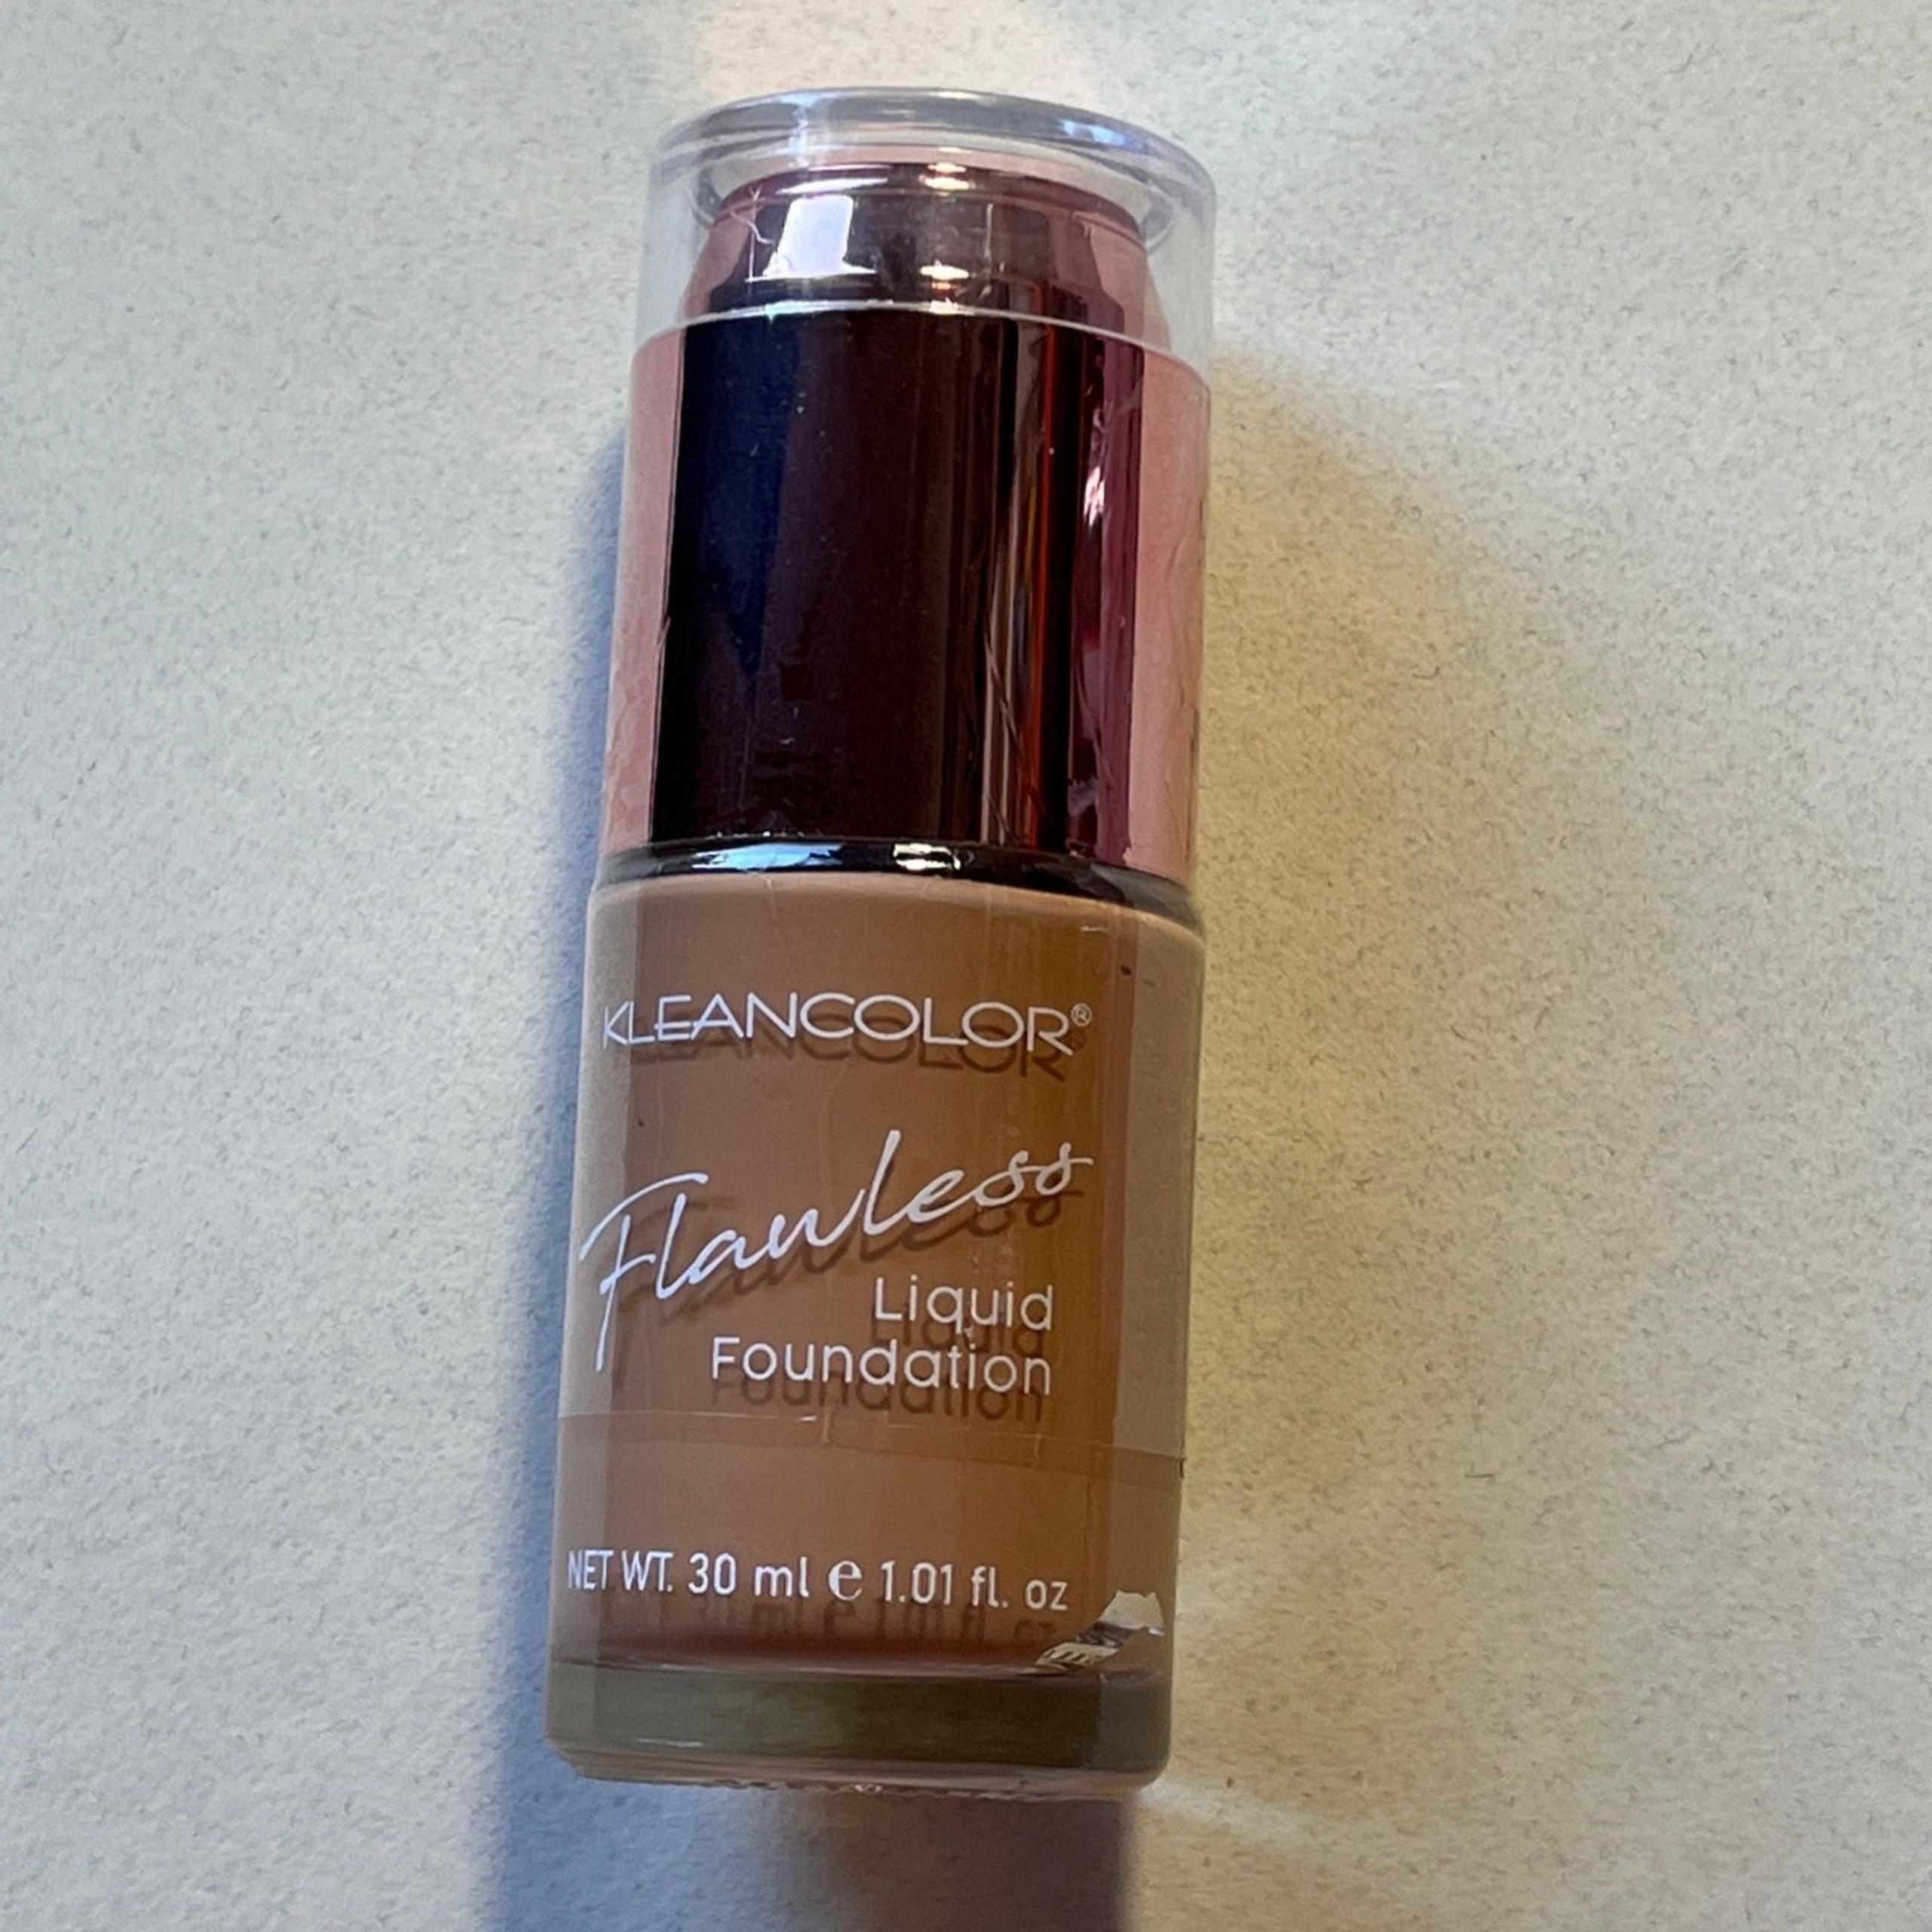 KLEANCOLOR®
Flawless
Liquid
Foundation
NET WT. 30 ml ℮ 1.01 fl. oz